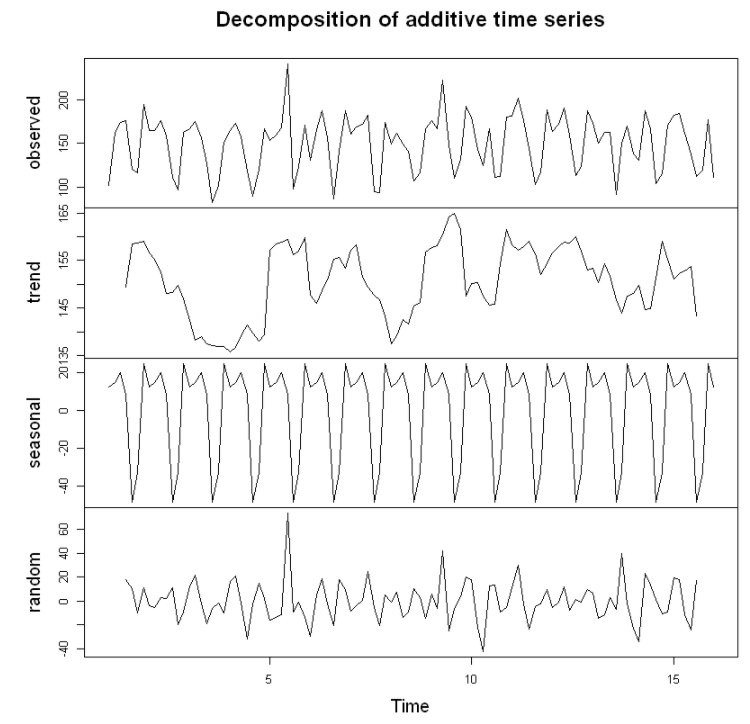 Decomposition of additive time series
observed
100 150 200
trend
135 145 155 165
seasonal
-40 -20 0 20
random
-40 0 20 40 60
5 10 15
Time